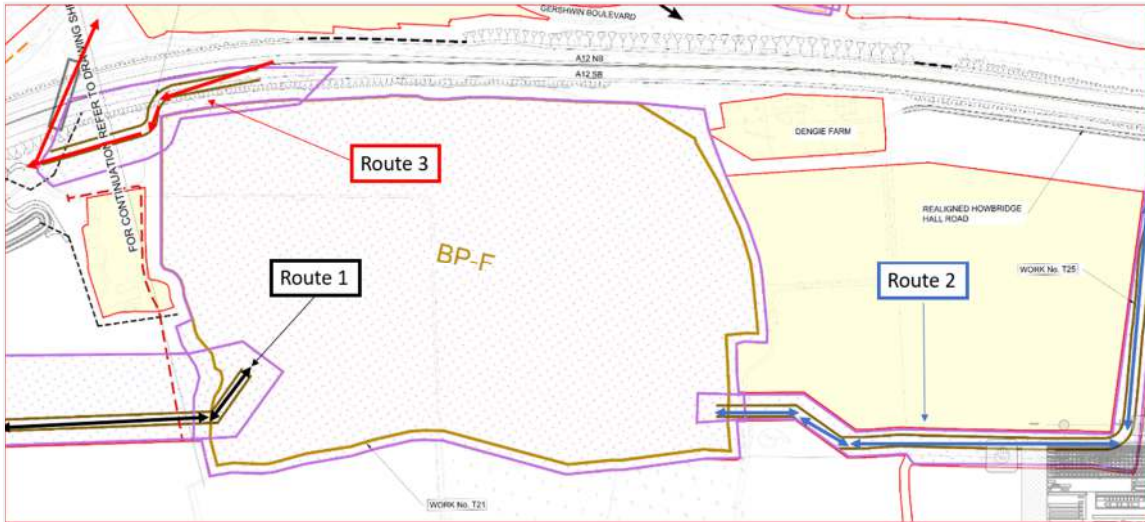 GERSHWIN BOULEVARD
A12 NB
A12 SB
FOR CONTINUATION REFER TO DRAWING SHE
DENGIE FARM
Route 3
REALIGNED HOWBRIDGE
HALL ROAD
BP-F
Route 1
WORK No. T25
Route 2
WORK No. T21